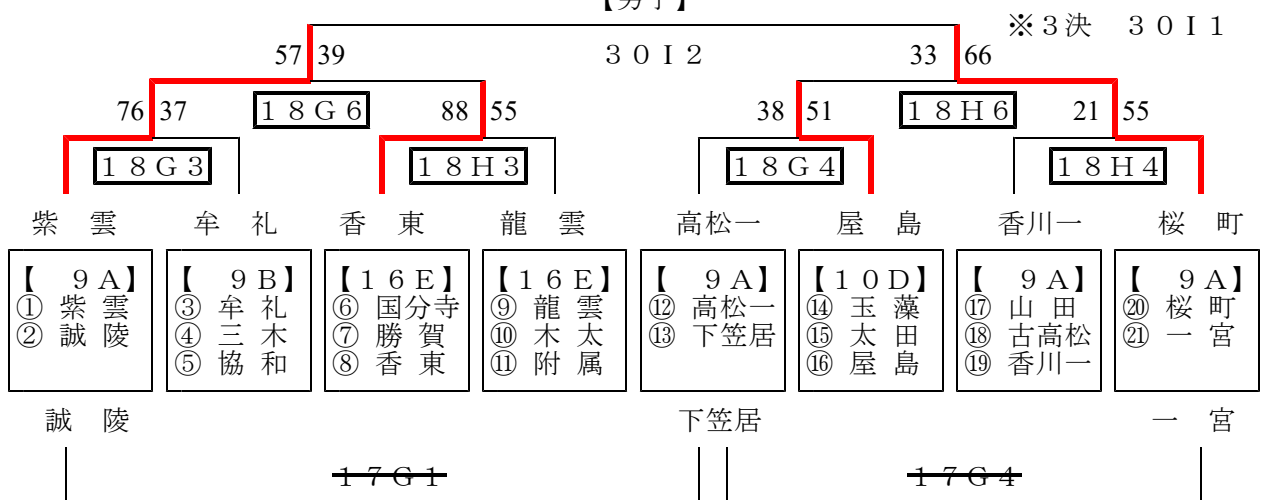 【男子】
※３決　３０Ｉ１
57 39 ３０Ｉ２ 33 66
76 37 １８Ｇ６ 88 55 38 51 １８Ｈ６ 21 55
１８Ｇ３ １８Ｈ３ １８Ｇ４ １８Ｈ４
紫　雲 牟　礼 香　東 龍　雲 高松一 屋　島 香川一 桜　町
【　９Ａ】 【　９Ｂ】 【１６Ｅ】 【１６Ｅ】 【　９Ａ】 【１０Ｄ】 【　９Ａ】 【　９Ａ】
① 紫 雲 ③ 牟 礼 ⑥ 国分寺 ⑨ 龍 雲 ⑫ 高松一 ⑭ 玉 藻 ⑰ 山 田 ⑳ 桜 町
② 誠 陵 ④ 三 木 ⑦ 勝 賀 ⑩ 木 太 ⑬ 下笠居 ⑮ 太 田 ⑱ 古高松 ㉑ 一 宮
⑤ 協 和 ⑧ 香 東 ⑪ 附 属 ⑯ 屋 島 ⑲ 香川一
誠　陵 下笠居 一　宮
１７Ｇ１ １７Ｇ４